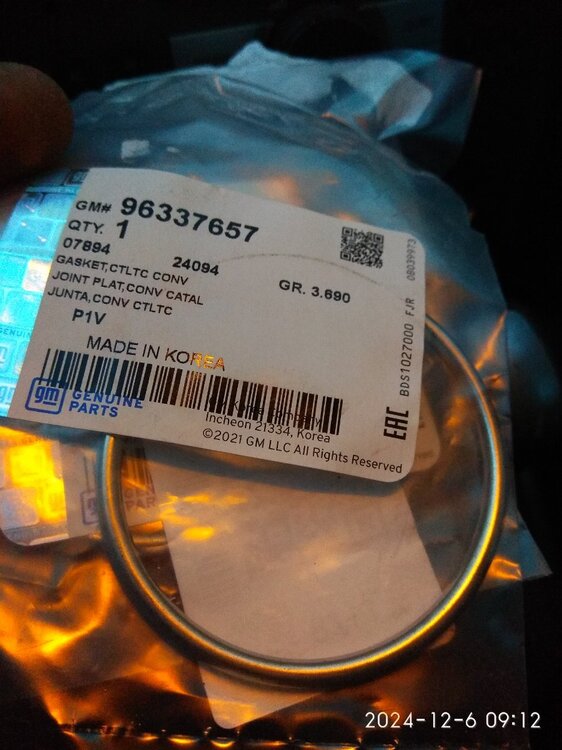 GM# 96337657
QTY. 1
07894 24094
GR. 3.690
GASKET,CTLTC CONV
JOINT PLAT,CONV CATAL
JUNTA,CONV CTLTC
P1V
MADE IN KOREA
gm GENUINE PARTS
Incheon 21334, Korea
©2021 GM LLC All Rights Reserved
EAC
BDS1027000 FJR 08039973
2024-12-6 09:12